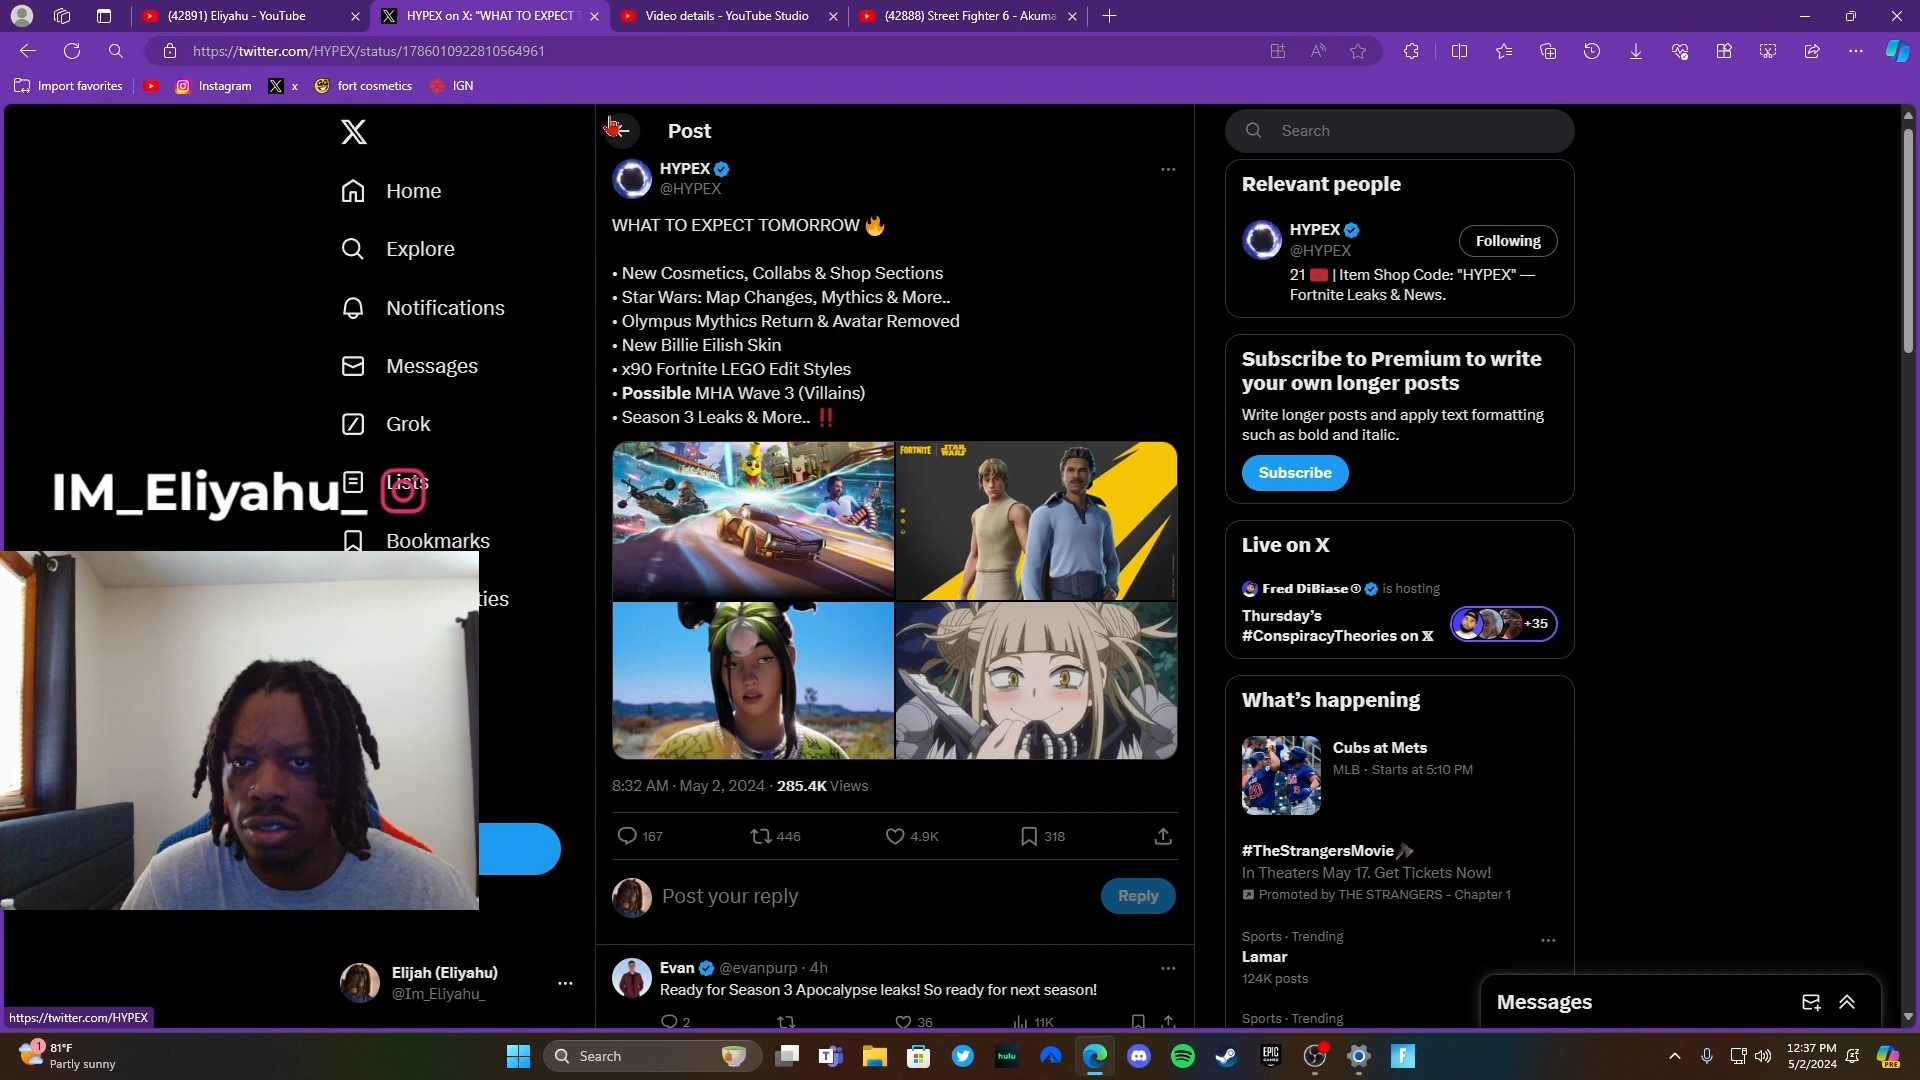 (42891) Eliyahu - YouTube
HYPEX on X: "WHAT TO EXPECT T
Video details - YouTube Studio
(42888) Street Fighter 6 - Akuma
https://twitter.com/HYPEX/status/1786010922810564961
Import favorites
Instagram
x
fort cosmetics
IGN
Home
Explore
Notifications
Messages
Grok
Lists
Bookmarks
ties
IM_Eliyahu_
Elijah (Eliyahu)
@Im_Eliyahu_
https://twitter.com/HYPEX
Post
HYPEX
@HYPEX
WHAT TO EXPECT TOMORROW 🔥
• New Cosmetics, Collabs & Shop Sections
• Star Wars: Map Changes, Mythics & More..
• Olympus Mythics Return & Avatar Removed
• New Billie Eilish Skin
• x90 Fortnite LEGO Edit Styles
• Possible MHA Wave 3 (Villains)
• Season 3 Leaks & More.. ‼️
FORTNITE | STAR WARS
8:32 AM · May 2, 2024 · 285.4K Views
167
446
4.9K
318
Post your reply
Reply
Evan @evanpurp · 4h
Ready for Season 3 Apocalypse leaks! So ready for next season!
2
36
11K
Search
Relevant people
HYPEX
@HYPEX
Following
21 | Item Shop Code: "HYPEX" —
Fortnite Leaks & News.
Subscribe to Premium to write
your own longer posts
Write longer posts and apply text formatting
such as bold and italic.
Subscribe
Live on X
Fred DiBiase is hosting
Thursday's
#ConspiracyTheories on 𝕏
+35
What's happening
Cubs at Mets
MLB · Starts at 5:10 PM
#TheStrangersMovie
In Theaters May 17. Get Tickets Now!
Promoted by THE STRANGERS - Chapter 1
Sports · Trending
Lamar
124K posts
Sports · Trending
Messages
1
81°F
Partly sunny
Search
hulu
EPIC GAMES
12:37 PM
5/2/2024
PRE